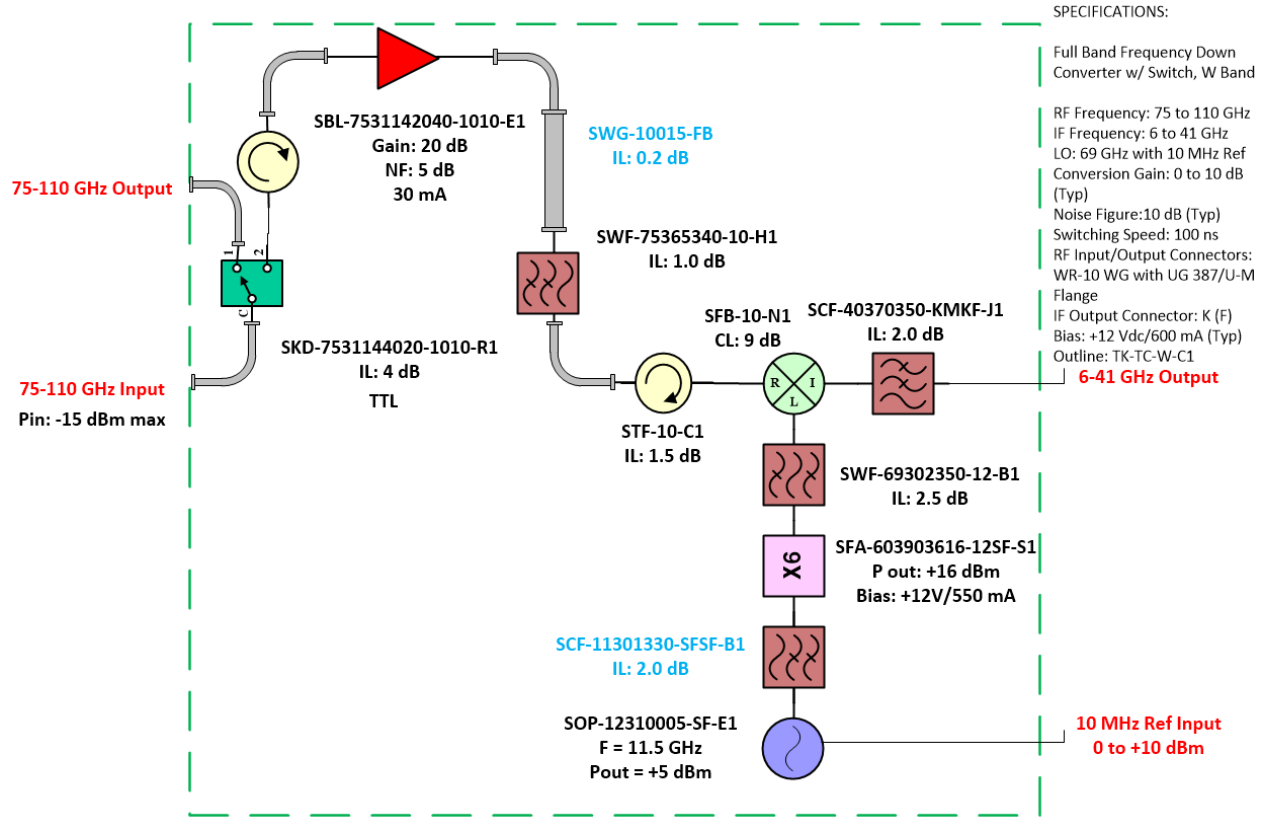 SPECIFICATIONS:
Full Band Frequency Down
Converter w/ Switch, W Band
RF Frequency: 75 to 110 GHz
IF Frequency: 6 to 41 GHz
LO: 69 GHz with 10 MHz Ref
Conversion Gain: 0 to 10 dB
(Typ)
Noise Figure:10 dB (Typ)
Switching Speed: 100 ns
RF Input/Output Connectors:
WR-10 WG with UG 387/U-M
Flange
IF Output Connector: K (F)
Bias: +12 Vdc/600 mA (Typ)
Outline: TK-TC-W-C1
SBL-7531142040-1010-E1
Gain: 20 dB
NF: 5 dB
30 mA
SWG-10015-FB
IL: 0.2 dB
75-110 GHz Output
1
2
C
SWF-75365340-10-H1
IL: 1.0 dB
SKD-7531144020-1010-R1
IL: 4 dB
TTL
75-110 GHz Input
Pin: -15 dBm max
SFB-10-N1
CL: 9 dB
SCF-40370350-KMKF-J1
IL: 2.0 dB
R
I
L
6-41 GHz Output
STF-10-C1
IL: 1.5 dB
SWF-69302350-12-B1
IL: 2.5 dB
X6
SFA-603903616-12SF-S1
P out: +16 dBm
Bias: +12V/550 mA
SCF-11301330-SFSF-B1
IL: 2.0 dB
SOP-12310005-SF-E1
F = 11.5 GHz
Pout = +5 dBm
10 MHz Ref Input
0 to +10 dBm